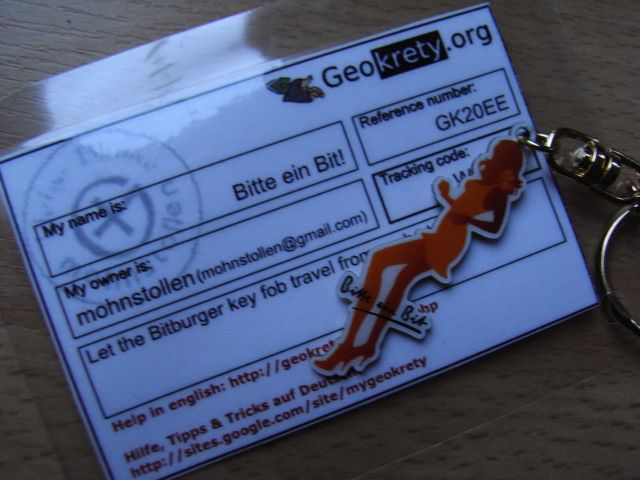 Geokrety.org
Reference number:
GK20EE
My name is:
Bitte ein Bit!
Tracking code:
My owner is:
mohnstollen (mohnstollen@gmail.com)
Let the Bitburger key fob travel from
Bitte ein Bit
Help in english: http://geokrety
Hilfe, Tipps & Tricks auf Deutsch
http://sites.google.com/site/mygeokrety